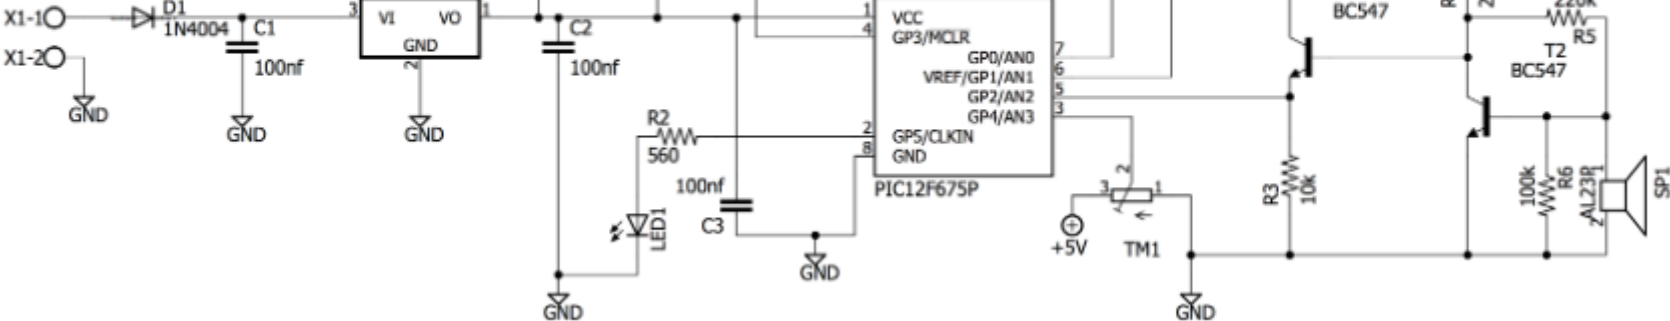 X1-1
D1
1N4004
C1
100nf
X1-2
GND
GND
3
VI
VO
1
GND
2
GND
C2
100nf
GND
R2
560
LED1
100nf
C3
GND
1
VCC
4
GP3/MCLR
GP0/AN0
7
VREF/GP1/AN1
6
GP2/AN2
5
GP4/AN3
3
2
GP5/CLKIN
8
GND
PIC12F675P
3
2
1
+5V
TM1
GND
R3
10k
BC547
R
2
220k
R5
T2
BC547
100k
R6
AL23P
1
2
SP1